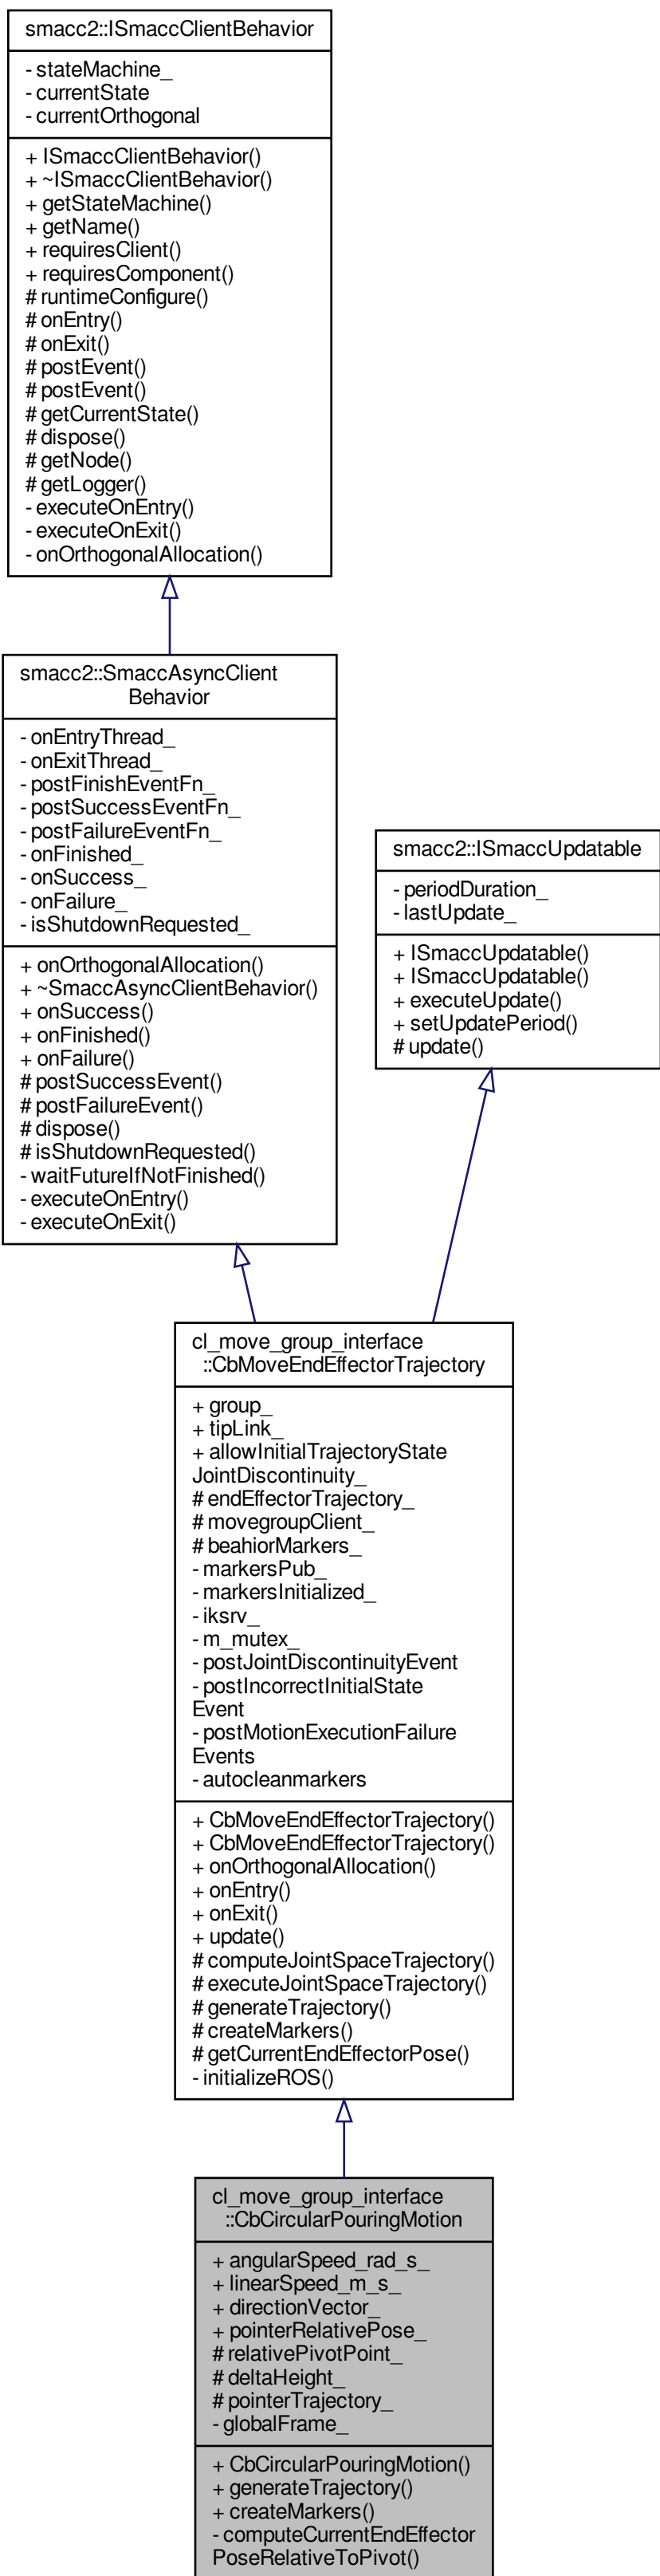 smacc2::ISmaccClientBehavior
- stateMachine_
- currentState
- currentOrthogonal
+ ISmaccClientBehavior()
+ ~ISmaccClientBehavior()
+ getStateMachine()
+ getName()
+ requiresClient()
+ requiresComponent()
# runtimeConfigure()
# onEntry()
# onExit()
# postEvent()
# postEvent()
# getCurrentState()
# dispose()
# getNode()
# getLogger()
- executeOnEntry()
- executeOnExit()
- onOrthogonalAllocation()
smacc2::SmaccAsyncClient
Behavior
- onEntryThread_
- onExitThread_
- postFinishEventFn_
- postSuccessEventFn_
- postFailureEventFn_
- onFinished_
- onSuccess_
- onFailure_
- isShutdownRequested_
+ onOrthogonalAllocation()
+ ~SmaccAsyncClientBehavior()
+ onSuccess()
+ onFinished()
+ onFailure()
# postSuccessEvent()
# postFailureEvent()
# dispose()
# isShutdownRequested()
- waitFutureIfNotFinished()
- executeOnEntry()
- executeOnExit()
smacc2::ISmaccUpdatable
- periodDuration_
- lastUpdate_
+ ISmaccUpdatable()
+ ISmaccUpdatable()
+ executeUpdate()
+ setUpdatePeriod()
# update()
cl_move_group_interface
::CbMoveEndEffectorTrajectory
+ group_
+ tipLink_
+ allowInitialTrajectoryState
JointDiscontinuity_
# endEffectorTrajectory_
# movegroupClient_
# beahiorMarkers_
- markersPub_
- markersInitialized_
- iksrv_
- m_mutex_
- postJointDiscontinuityEvent
- postIncorrectInitialState
Event
- postMotionExecutionFailure
Events
- autocleanmarkers
+ CbMoveEndEffectorTrajectory()
+ CbMoveEndEffectorTrajectory()
+ onOrthogonalAllocation()
+ onEntry()
+ onExit()
+ update()
# computeJointSpaceTrajectory()
# executeJointSpaceTrajectory()
# generateTrajectory()
# createMarkers()
# getCurrentEndEffectorPose()
- initializeROS()
cl_move_group_interface
::CbCircularPouringMotion
+ angularSpeed_rad_s_
+ linearSpeed_m_s_
+ directionVector_
+ pointerRelativePose_
# relativePivotPoint_
# deltaHeight_
# pointerTrajectory_
- globalFrame_
+ CbCircularPouringMotion()
+ generateTrajectory()
+ createMarkers()
- computeCurrentEndEffector
PoseRelativeToPivot()